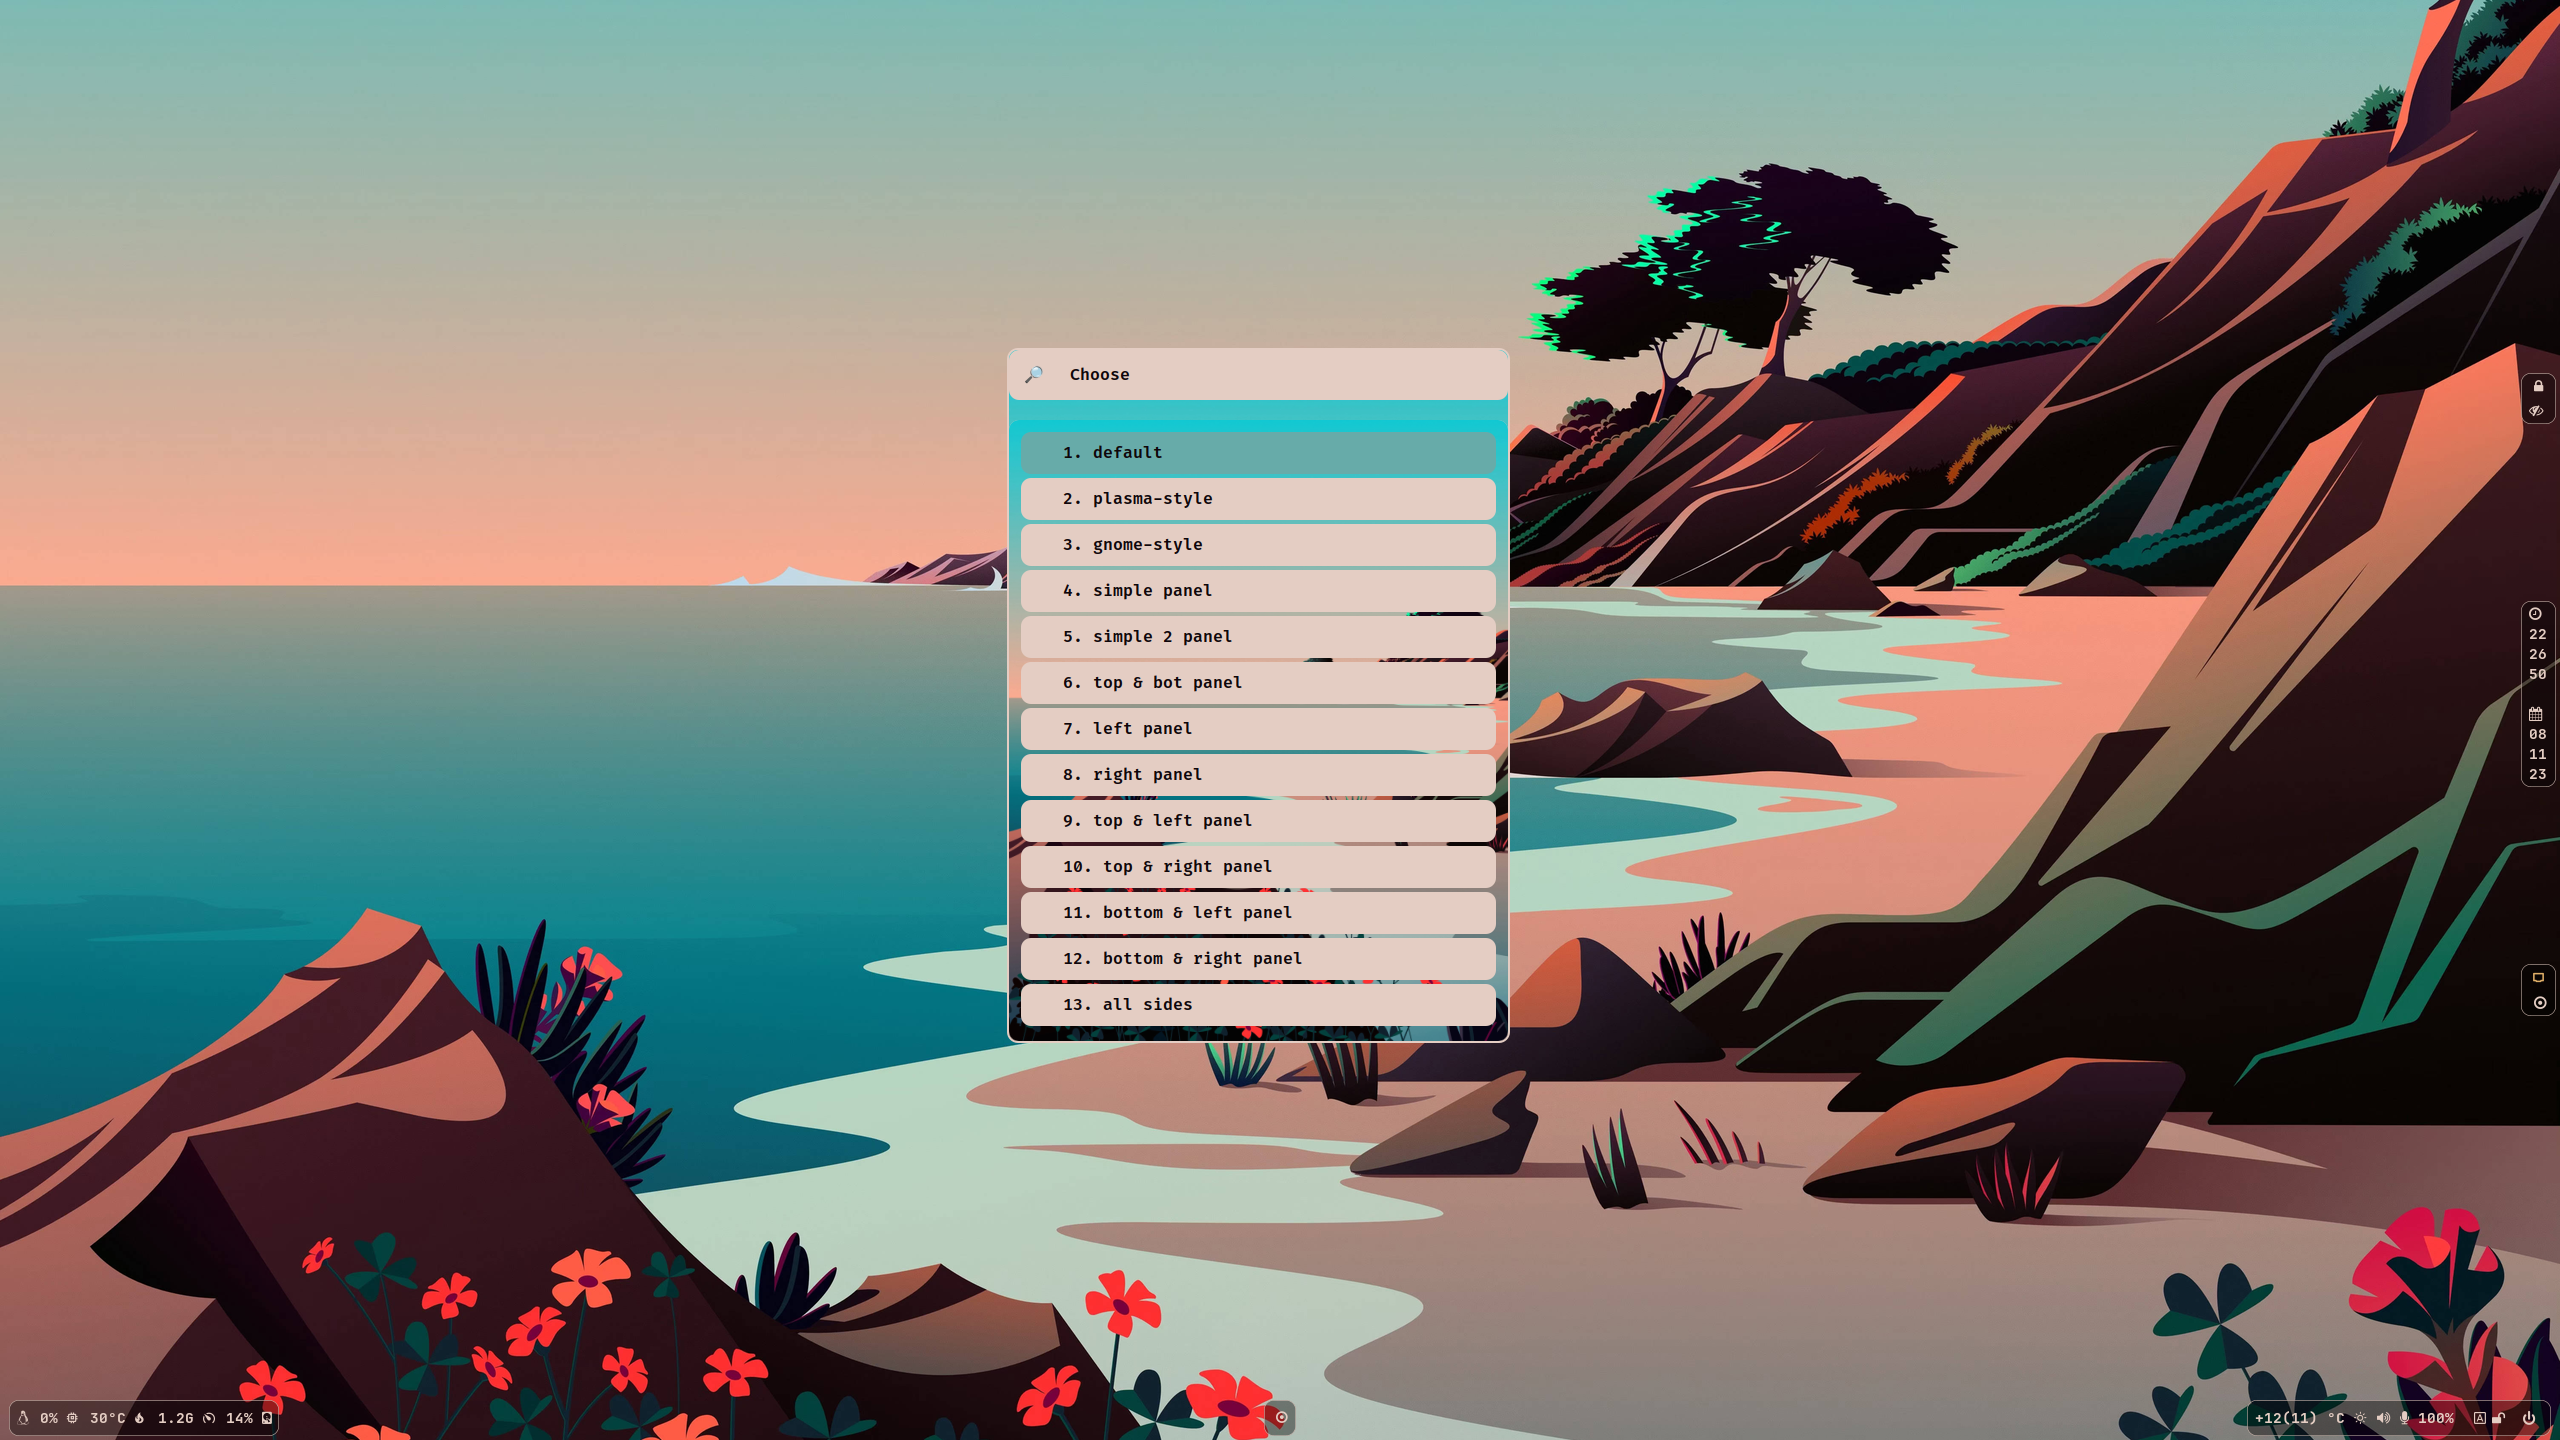 Choose
1. default
2. plasma-style
3. gnome-style
4. simple panel
5. simple 2 panel
6. top & bot panel
7. left panel
8. right panel
9. top & left panel
10. top & right panel
11. bottom & left panel
12. bottom & right panel
13. all sides
22
26
50
08
11
23
0% 30°C 1.2G 14%
+12(11) °C 100% A